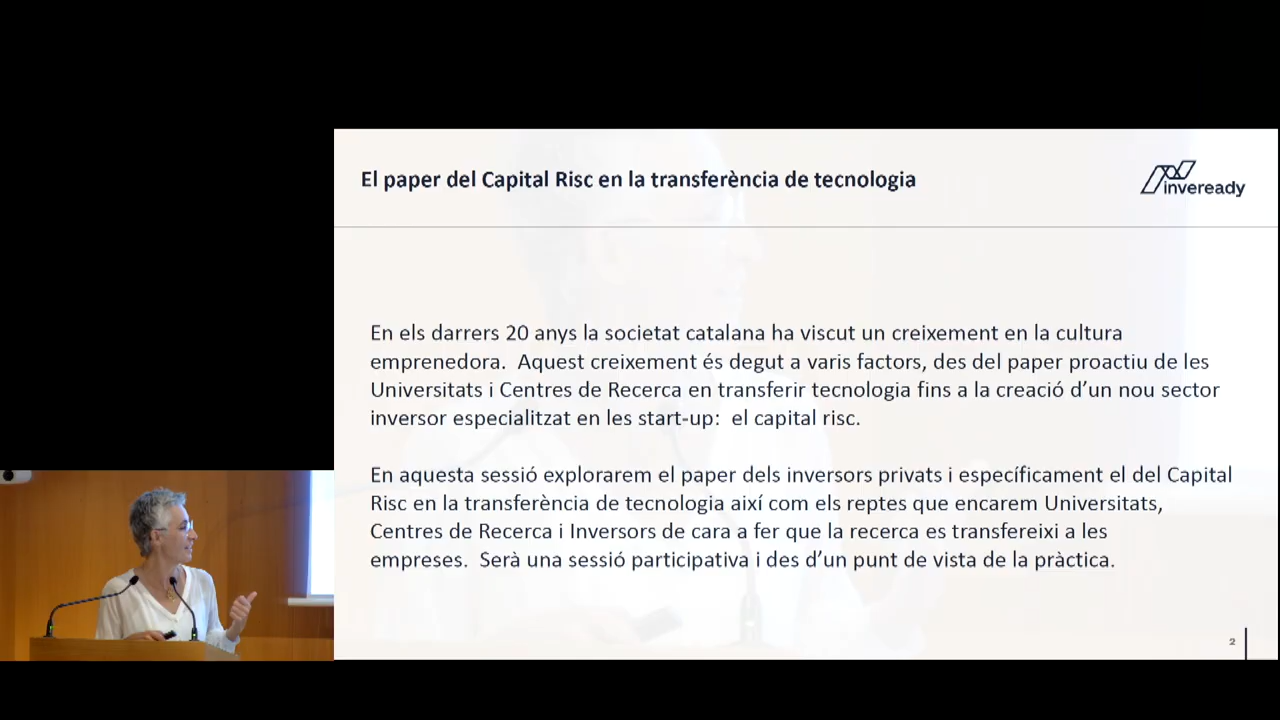 El paper del Capital Risc en la transferència de tecnologia
inveready
En els darrers 20 anys la societat catalana ha viscut un creixement en la cultura
emprenedora.  Aquest creixement és degut a varis factors, des del paper proactiu de les
Universitats i Centres de Recerca en transferir tecnologia fins a la creació d’un nou sector
inversor especialitzat en les start-up:  el capital risc.
En aquesta sessió explorarem el paper dels inversors privats i específicament el del Capital
Risc en la transferència de tecnologia així com els reptes que encarem Universitats,
Centres de Recerca i Inversors de cara a fer que la recerca es transfereixi a les
empreses.  Serà una sessió participativa i des d’un punt de vista de la pràctica.
2